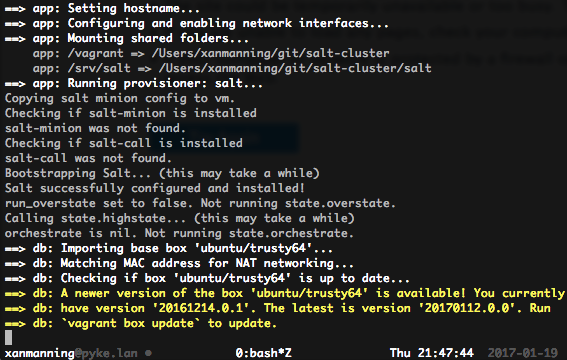 ==> app: Setting hostname...
==> app: Configuring and enabling network interfaces...
==> app: Mounting shared folders...
    app: /vagrant => /Users/xanmanning/git/salt-cluster
    app: /srv/salt => /Users/xanmanning/git/salt-cluster/salt
==> app: Running provisioner: salt...
Copying salt minion config to vm.
Checking if salt-minion is installed
salt-minion was not found.
Checking if salt-call is installed
salt-call was not found.
Bootstrapping Salt... (this may take a while)
Salt successfully configured and installed!
run_overstate set to false. Not running state.overstate.
Calling state.highstate... (this may take a while)
orchestrate is nil. Not running state.orchestrate.
==> db: Importing base box 'ubuntu/trusty64'...
==> db: Matching MAC address for NAT networking...
==> db: Checking if box 'ubuntu/trusty64' is up to date...
==> db: A newer version of the box 'ubuntu/trusty64' is available! You currently
==> db: have version '20161214.0.1'. The latest is version '20170112.0.0'. Run
==> db: `vagrant box update` to update.
xanmanning@pyke.lan ● 0:bash*Z Thu 21:47:44 2017-01-19